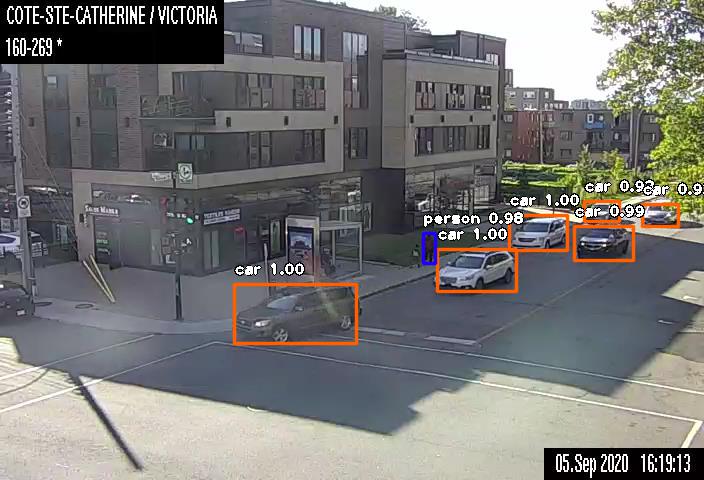 COTE-STE-CATHERINE / VICTORIA
160-269 *
car 0.9
car 1.00
car 0.99
person 0.98
car 1.00
car 1.00
05.Sep 2020 16:19:13